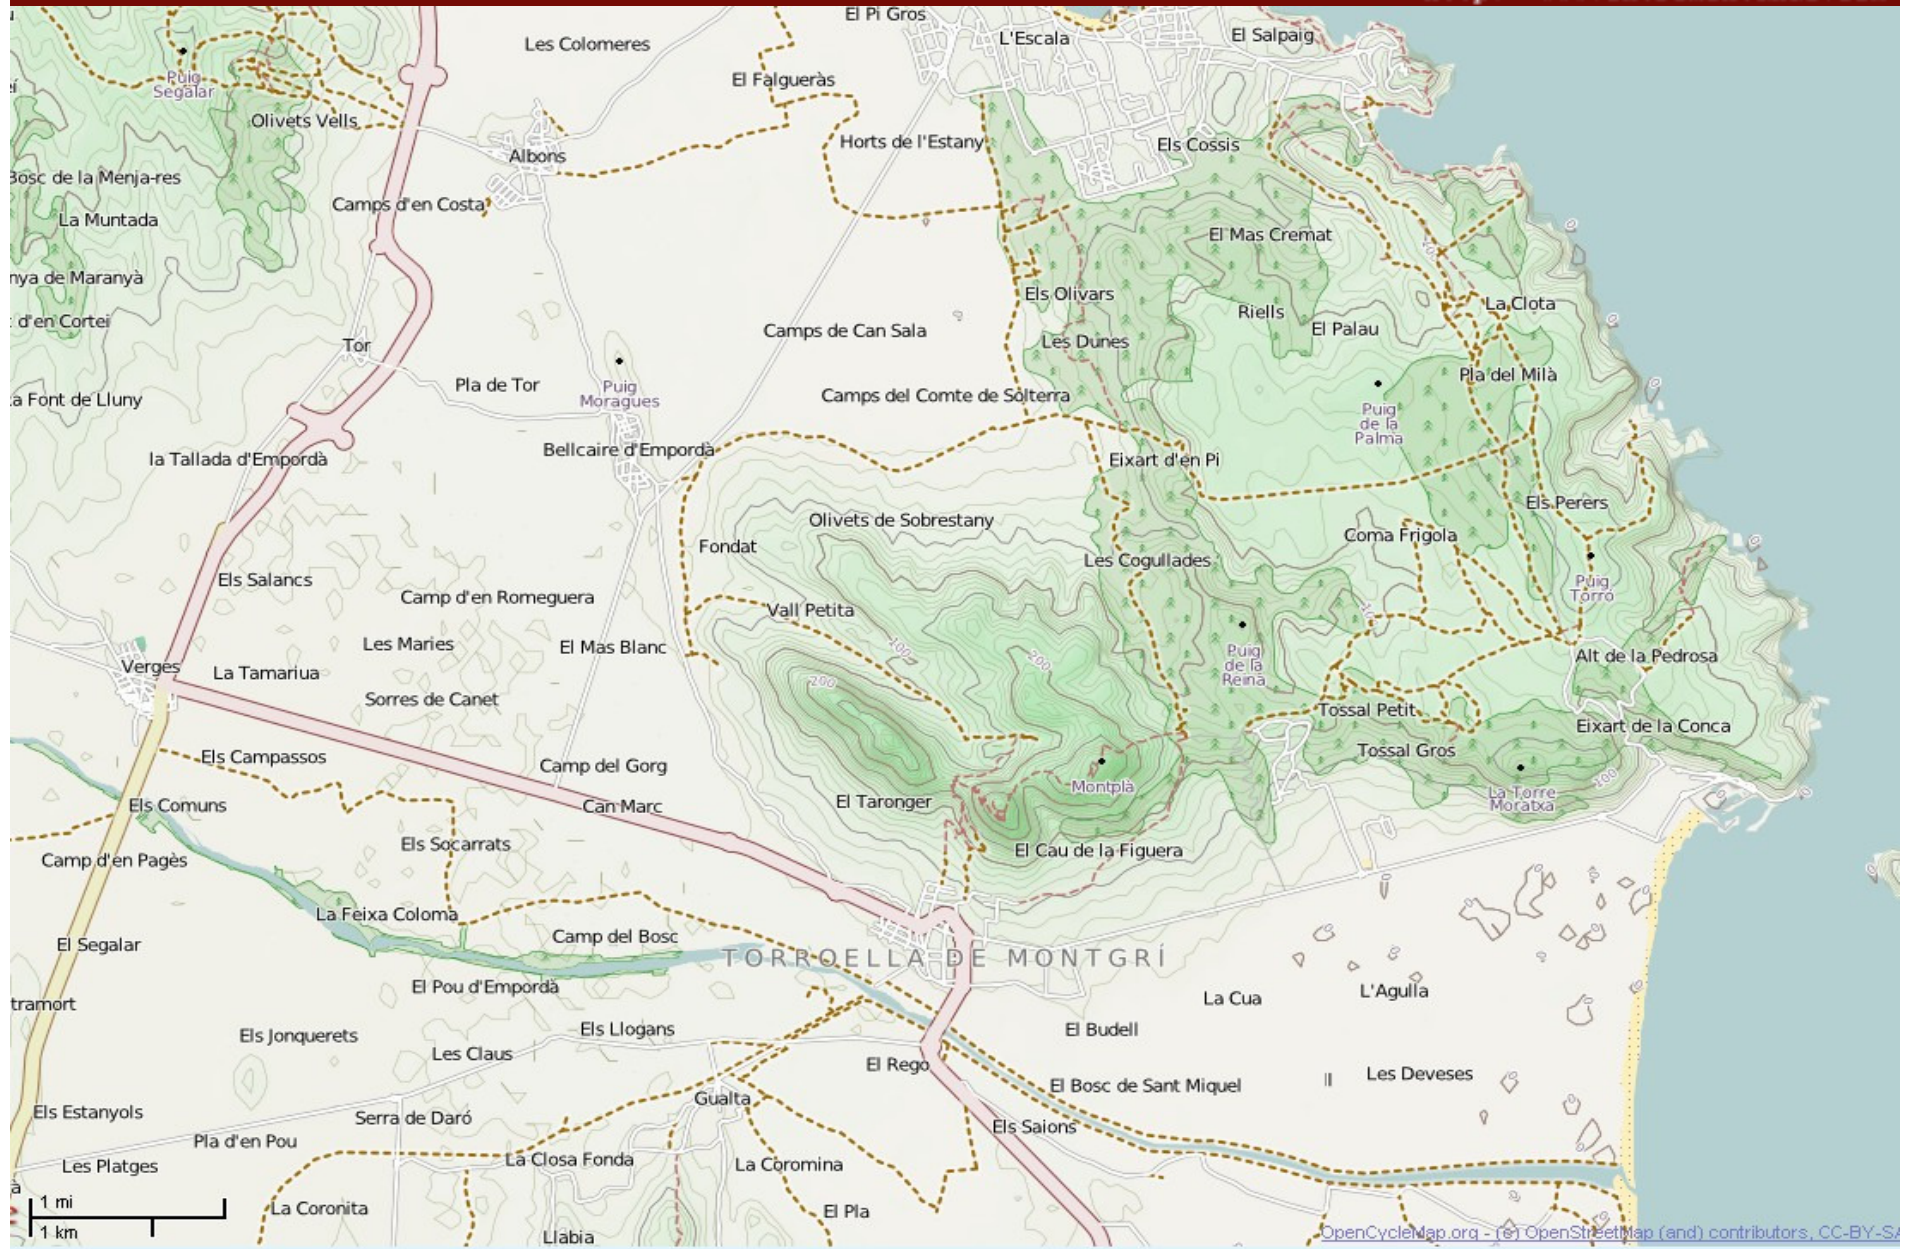 El Pi Gros
L'Escala
El Salpaig
Les Colomeres
El Falgueràs
Puig
Segalar
Olivets Vells
Horts de l'Estany
Els Cossis
Albons
Bosc de la Menja-res
Camps d'en Costa
La Muntada
El Mas Cremat
100
0
nya de Maranyà
Els Olivars
La Clota
Riells
d'en Cortei
El Palau
0
Camps de Can Sala
Les Dunes
Tor
Pla del Milà
Pla de Tor
Puig
Moragues
0
a Font de Lluny
Camps del Comte de Solterra
Puig
de la
Palma
Bellcaire d'Empordà
la Tallada d'Empordà
Eixart d'en Pi
Els Perers
Olivets de Sobrestany
Coma Frigola
Fondat
0
Les Cogullades
Els Salancs
Puig
Torró
Camp d'en Romeguera
Vall Petita
100
Les Maries
El Mas Blanc
100
200
Puig
de la
Reina
Alt de la Pedrosa
Verges
La Tamariua
200
Sorres de Canet
Tossal Petit
Eixart de la Conca
Els Campassos
Tossal Gros
Camp del Gorg
100
Montplà
La Torre
Moratxa
0
Els Comuns
Can Marc
El Taronger
Els Socarrats
El Cau de la Figuera
Camp d'en Pagès
La Feixa Coloma
El Segalar
Camp del Bosc
TORROELLA DE MONTGRÍ
El Pou d'Empordà
L'Agulla
La Cua
tramort
Els Jonquerets
Els Llogans
El Budell
Les Claus
El Rego
Les Deveses
El Bosc de Sant Miquel
Gualta
Els Estanyols
Serra de Daró
Els Saions
Pla d'en Pou
La Closa Fonda
La Coromina
Les Platges
à
1 mi
La Coronita
El Pla
1 km
Llabia
OpenCycleMap.org - (c) OpenStreetMap (and) contributors, CC-BY-SA